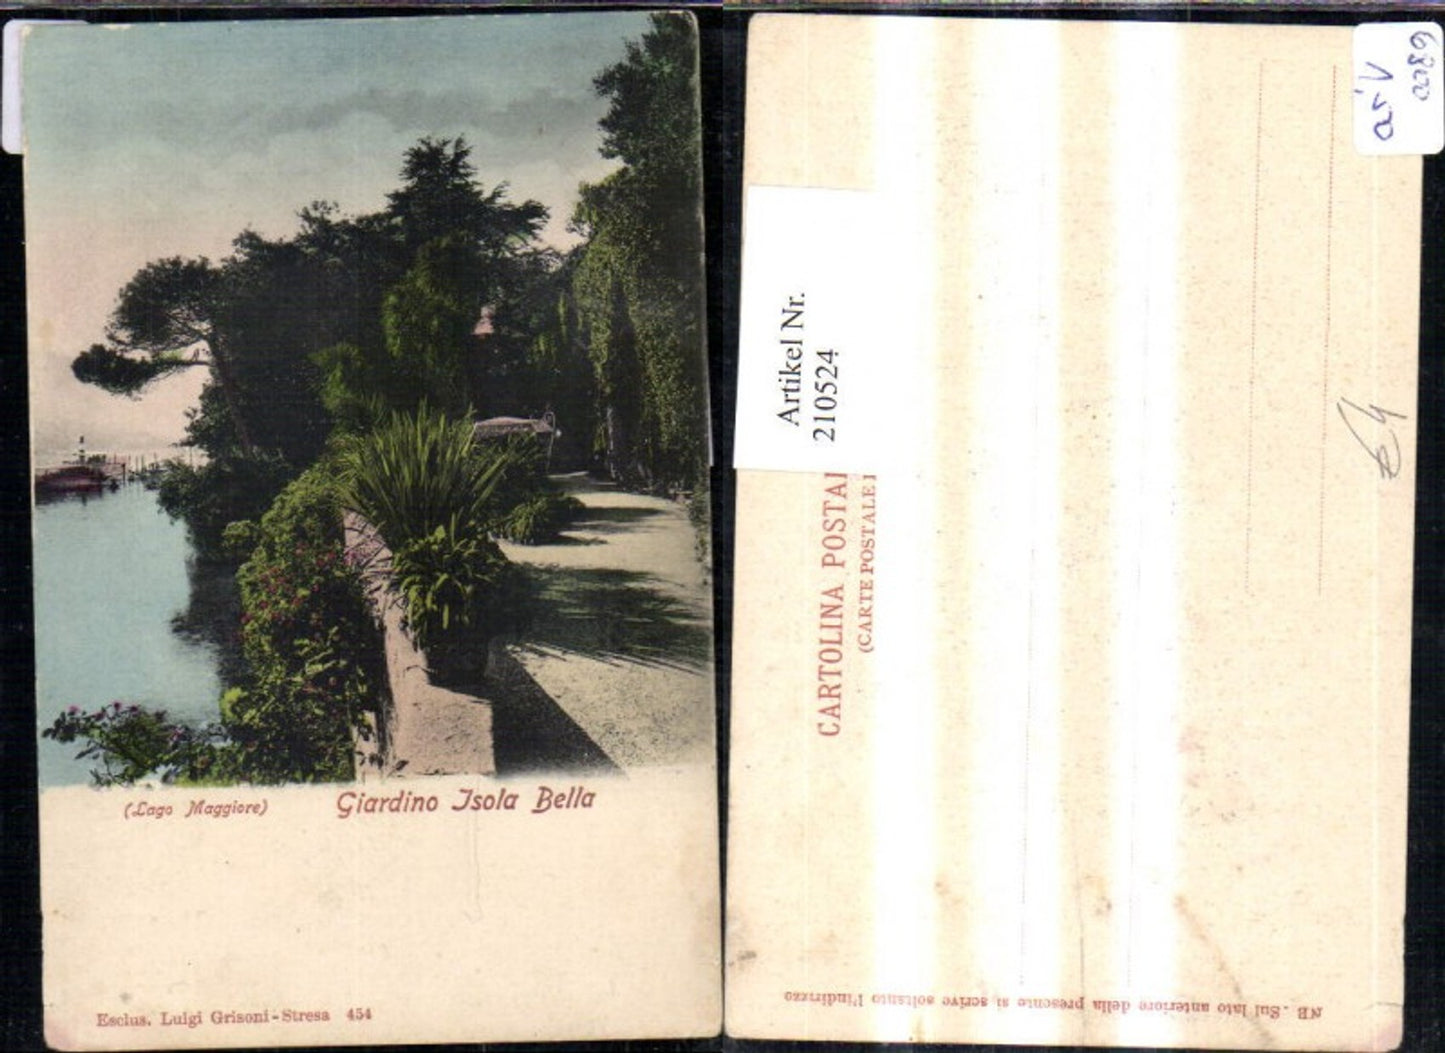 (Lago Maggiore) Giardino Isola Bella
Esclus. Luigi Grisoni - Stresa 454
Artikel Nr.
210524
CARTOLINA POSTAL
(CARTE POSTALE
NB. Sul lato anteriore della presente si scrive soltanto l'indirizzo